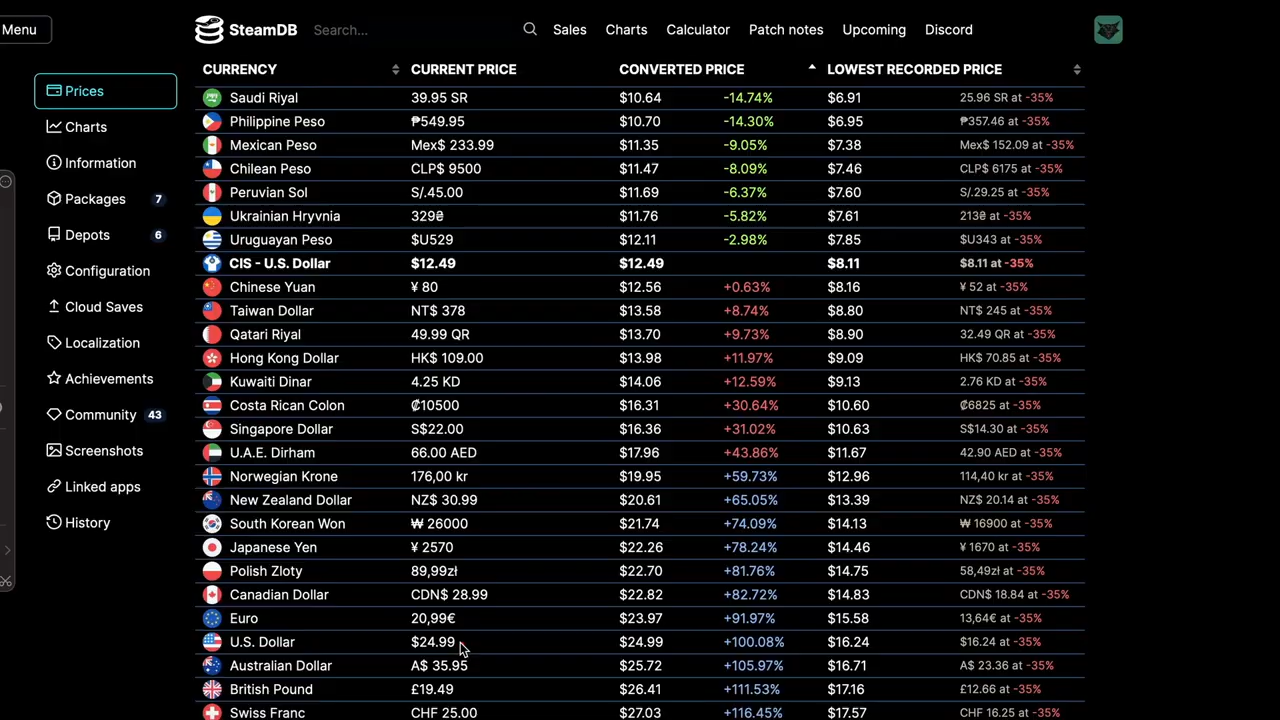 Menu
SteamDB Search... Sales Charts Calculator Patch notes Upcoming Discord
CURRENCY CURRENT PRICE CONVERTED PRICE LOWEST RECORDED PRICE
Prices
Charts
Information
Packages 7
Depots 6
Configuration
Cloud Saves
Localization
Achievements
Community 43
Screenshots
Linked apps
History
Saudi Riyal 39.95 SR $10.64 -14.74% $6.91 25.96 SR at -35%
Philippine Peso ₱549.95 $10.70 -14.30% $6.95 ₱357.46 at -35%
Mexican Peso Mex$ 233.99 $11.35 -9.05% $7.38 Mex$ 152.09 at -35%
Chilean Peso CLP$ 9500 $11.47 -8.09% $7.46 CLP$ 6175 at -35%
Peruvian Sol S/.45.00 $11.69 -6.37% $7.60 S/.29.25 at -35%
Ukrainian Hryvnia 329₴ $11.76 -5.82% $7.61 213₴ at -35%
Uruguayan Peso $U529 $12.11 -2.98% $7.85 $U343 at -35%
CIS - U.S. Dollar $12.49 $12.49 $8.11 $8.11 at -35%
Chinese Yuan ¥ 80 $12.56 +0.63% $8.16 ¥ 52 at -35%
Taiwan Dollar NT$ 378 $13.58 +8.74% $8.80 NT$ 245 at -35%
Qatari Riyal 49.99 QR $13.70 +9.73% $8.90 32.49 QR at -35%
Hong Kong Dollar HK$ 109.00 $13.98 +11.97% $9.09 HK$ 70.85 at -35%
Kuwaiti Dinar 4.25 KD $14.06 +12.59% $9.13 2.76 KD at -35%
Costa Rican Colon ₡10500 $16.31 +30.64% $10.60 ₡6825 at -35%
Singapore Dollar S$22.00 $16.36 +31.02% $10.63 S$14.30 at -35%
U.A.E. Dirham 66.00 AED $17.96 +43.86% $11.67 42.90 AED at -35%
Norwegian Krone 176,00 kr $19.95 +59.73% $12.96 114,40 kr at -35%
New Zealand Dollar NZ$ 30.99 $20.61 +65.05% $13.39 NZ$ 20.14 at -35%
South Korean Won ₩ 26000 $21.74 +74.09% $14.13 ₩ 16900 at -35%
Japanese Yen ¥ 2570 $22.26 +78.24% $14.46 ¥ 1670 at -35%
Polish Zloty 89,99zł $22.70 +81.76% $14.75 58,49zł at -35%
Canadian Dollar CDN$ 28.99 $22.82 +82.72% $14.83 CDN$ 18.84 at -35%
Euro 20,99€ $23.97 +91.97% $15.58 13,64€ at -35%
U.S. Dollar $24.99 $24.99 +100.08% $16.24 $16.24 at -35%
Australian Dollar A$ 35.95 $25.72 +105.97% $16.71 A$ 23.36 at -35%
British Pound £19.49 $26.41 +111.53% $17.16 £12.66 at -35%
Swiss Franc CHF 25.00 $27.03 +116.45% $17.57 CHF 16.25 at -35%